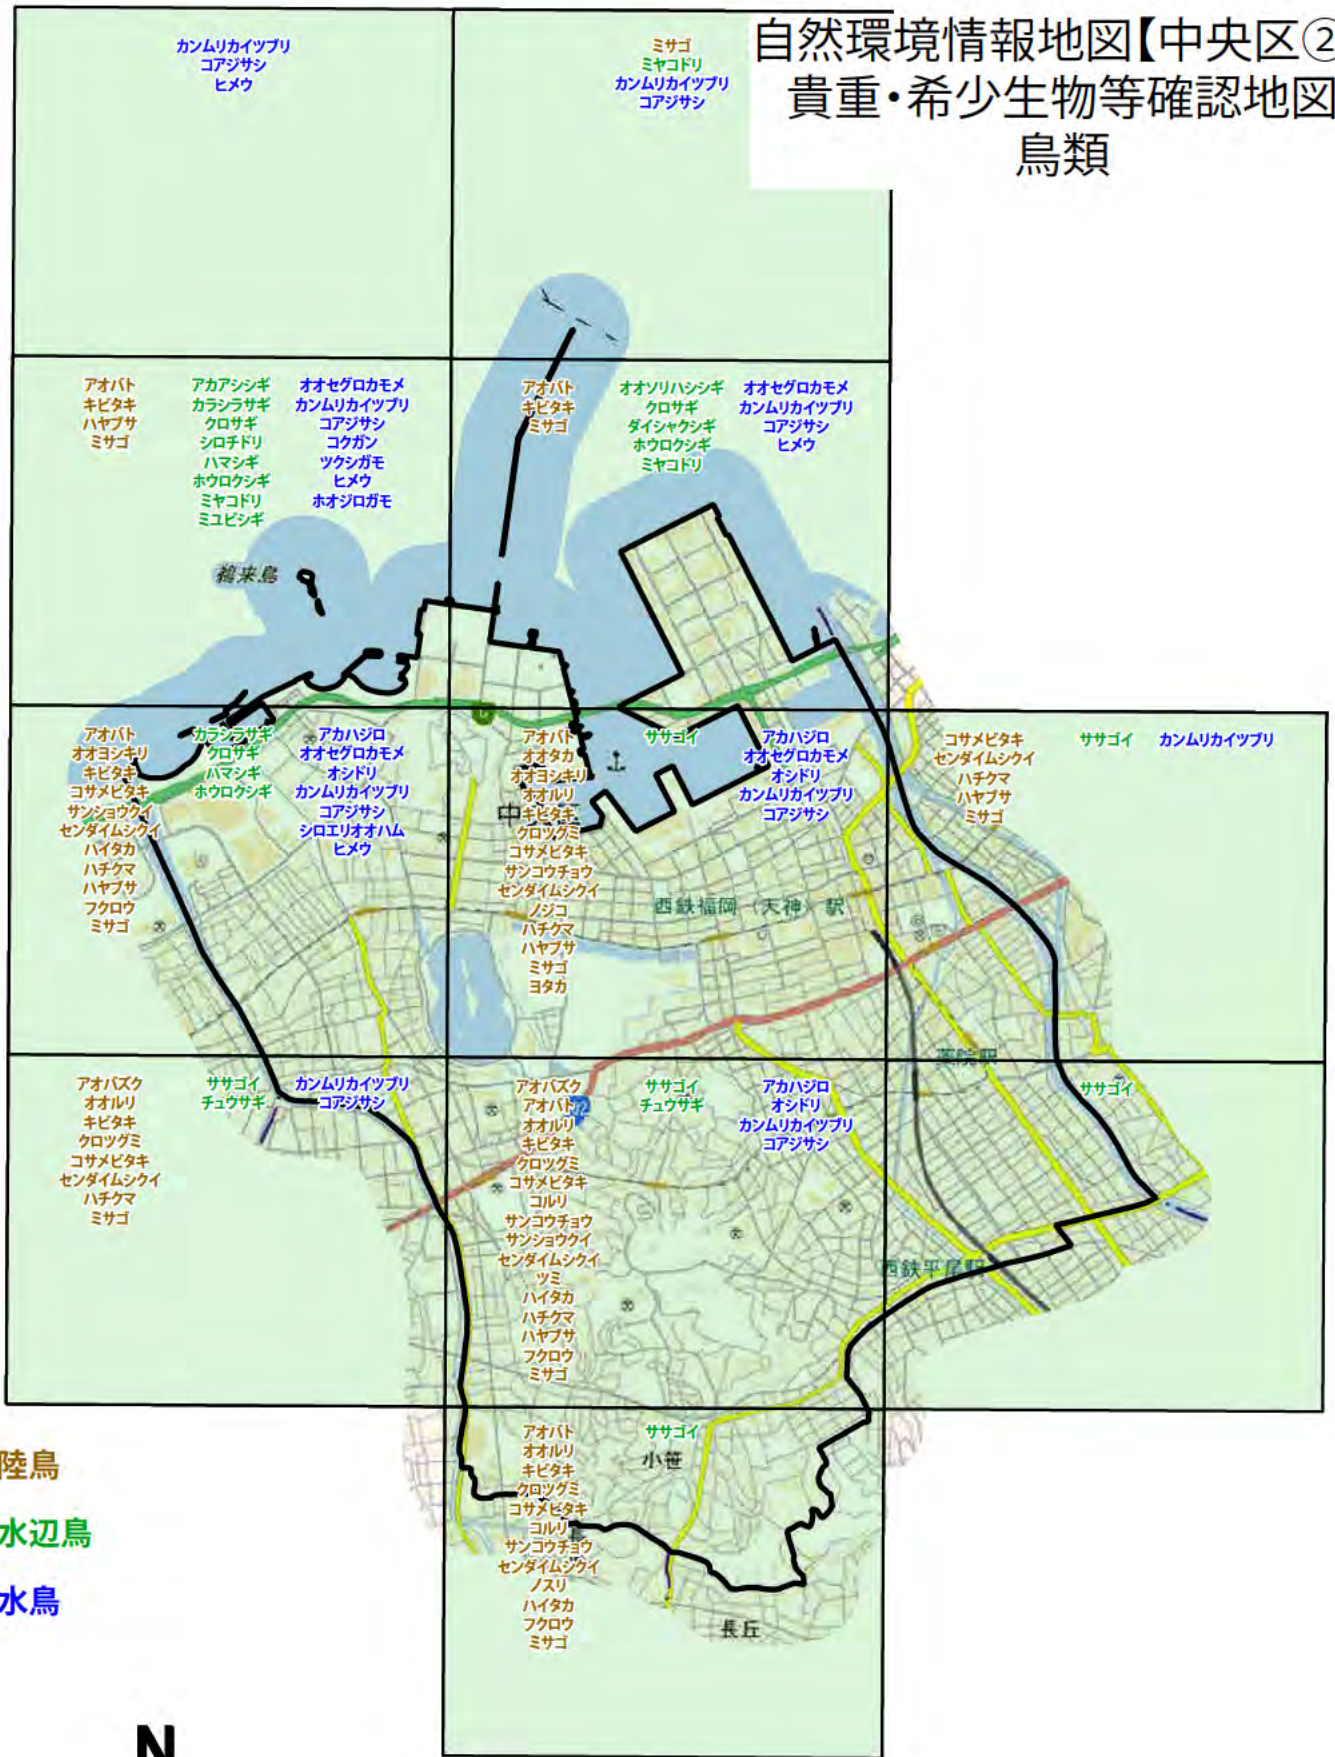 自然環境情報地図【中央区②
貴重・希少生物等確認地図
鳥類
カンムリカイツブリ
コアジサシ
ヒメウ
ミサゴ
ミヤコドリ
カンムリカイツブリ
コアジサシ
アオバト
キビタキ
ハヤブサ
ミサゴ
アカアシシギ
カラシラサギ
クロサギ
シロチドリ
ハマシギ
ホウロクシギ
ミヤコドリ
ミユビシギ
オオセグロカモメ
カンムリカイツブリ
コアジサシ
コクガン
ツクシガモ
ヒメウ
ホオジロガモ
アオバト
キビタキ
ミサゴ
オオソリハシシギ
クロサギ
ダイシャクシギ
ホウロクシギ
ミヤコドリ
オオセグロカモメ
カンムリカイツブリ
コアジサシ
ヒメウ
鵜来島
アオバト
オオヨシキリ
キビタキ
コサメビタキ
サンショウクイ
センダイムシクイ
ハイタカ
ハチクマ
ハヤブサ
フクロウ
ミサゴ
カラシラサギ
クロサギ
ハマシギ
ホウロクシギ
アカハジロ
オオセグロカモメ
オシドリ
カンムリカイツブリ
コアジサシ
シロエリオオハム
ヒメウ
アオバト
オオタカ
オオヨシキリ
オオルリ
キビタキ
クロツグミ
コサメビタキ
サンコウチョウ
センダイムシクイ
ノジコ
ハチクマ
ハヤブサ
ミサゴ
ヨタカ
中
ササゴイ
アカハジロ
オオセグロカモメ
オシドリ
カンムリカイツブリ
コアジサシ
西鉄福岡（天神）駅
コサメビタキ
センダイムシクイ
ハチクマ
ハヤブサ
ミサゴ
ササゴイ
カンムリカイツブリ
薬院駅
アオバズク
オオルリ
キビタキ
クロツグミ
コサメビタキ
センダイムシクイ
ハチクマ
ミサゴ
ササゴイ
チュウサギ
カンムリカイツブリ
コアジサシ
アオバズク
アオバト
オオルリ
キビタキ
クロツグミ
コサメビタキ
コルリ
サンコウチョウ
サンショウクイ
センダイムシクイ
ツミ
ハイタカ
ハチクマ
ハヤブサ
フクロウ
ミサゴ
ササゴイ
チュウサギ
アカハジロ
オシドリ
カンムリカイツブリ
コアジサシ
ササゴイ
西鉄平尾駅
アオバト
オオルリ
キビタキ
クロツグミ
コサメビタキ
コルリ
サンコウチョウ
センダイムシクイ
ノスリ
ハイタカ
フクロウ
ミサゴ
ササゴイ
小笹
長丘
陸鳥
水辺鳥
水鳥
N